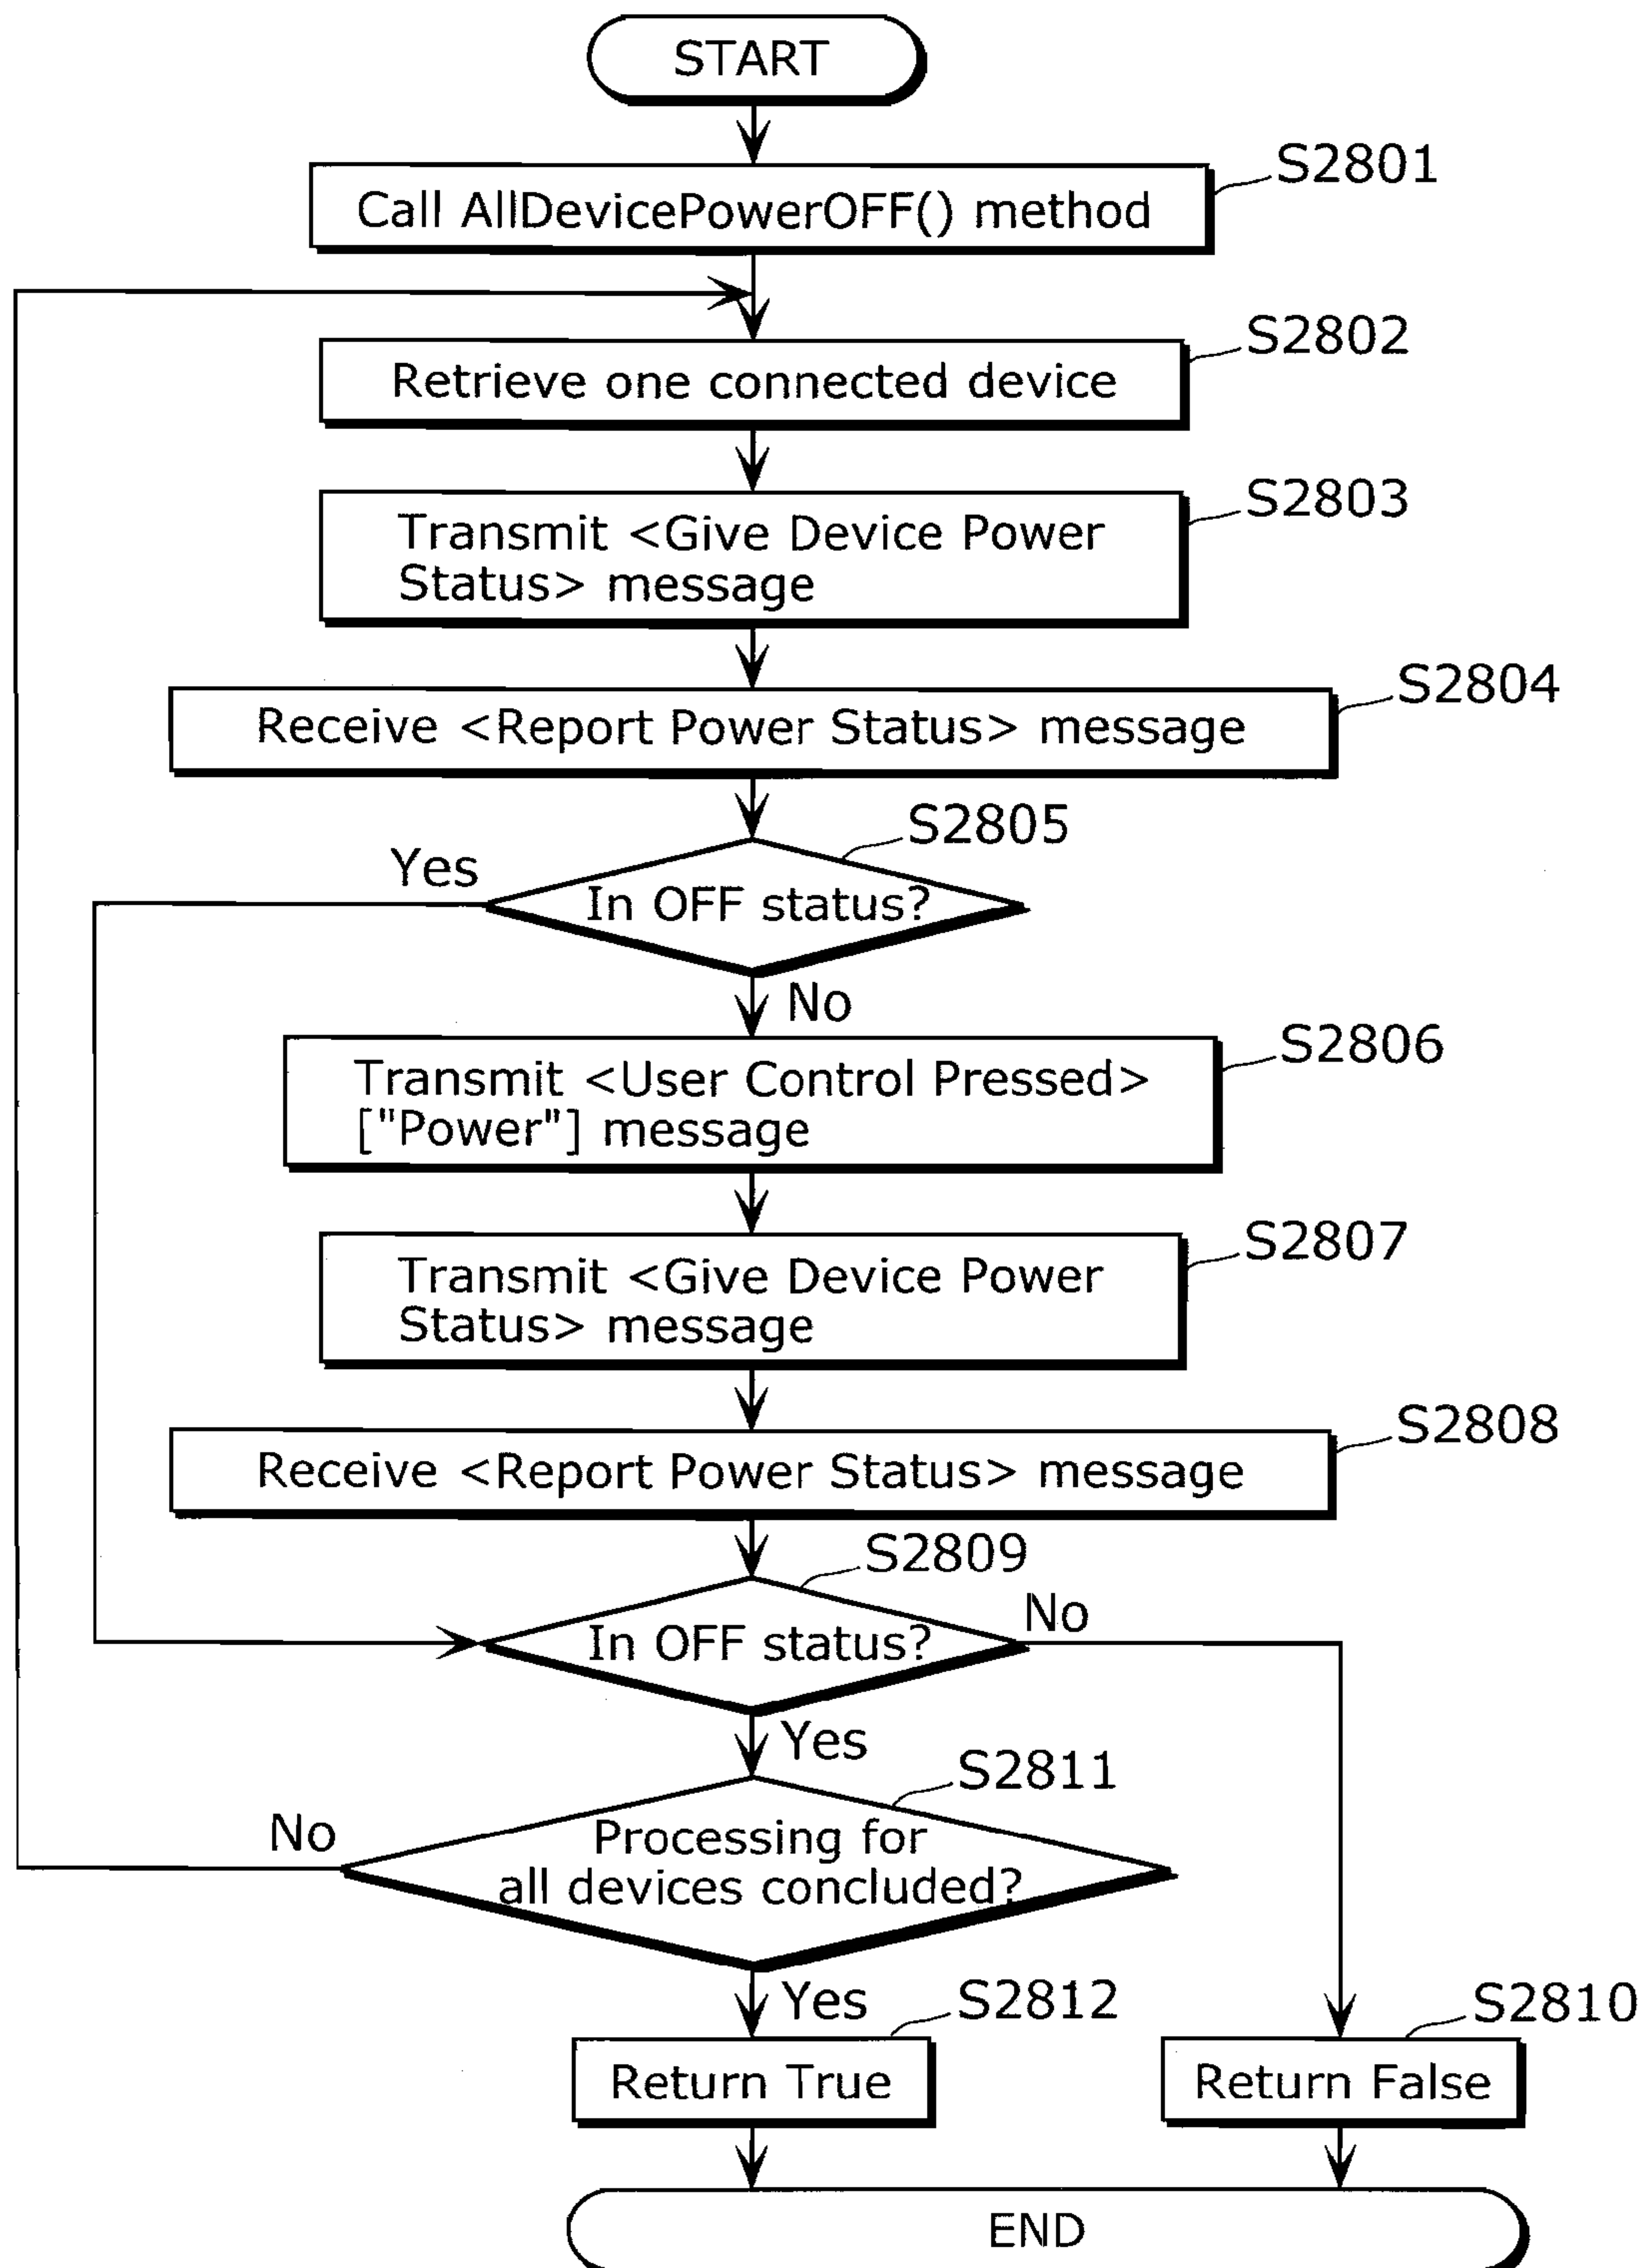 START
S2801
Call AllDevicePowerOFF() method
S2802
Retrieve one connected device
S2803
Transmit <Give Device Power
Status> message
S2804
Receive <Report Power Status> message
S2805
Yes
In OFF status?
No
S2806
Transmit <User Control Pressed>
["Power"] message
S2807
Transmit <Give Device Power
Status> message
S2808
Receive <Report Power Status> message
S2809
No
In OFF status?
Yes
S2811
No
Processing for
all devices concluded?
Yes
S2812
S2810
Return True
Return False
END